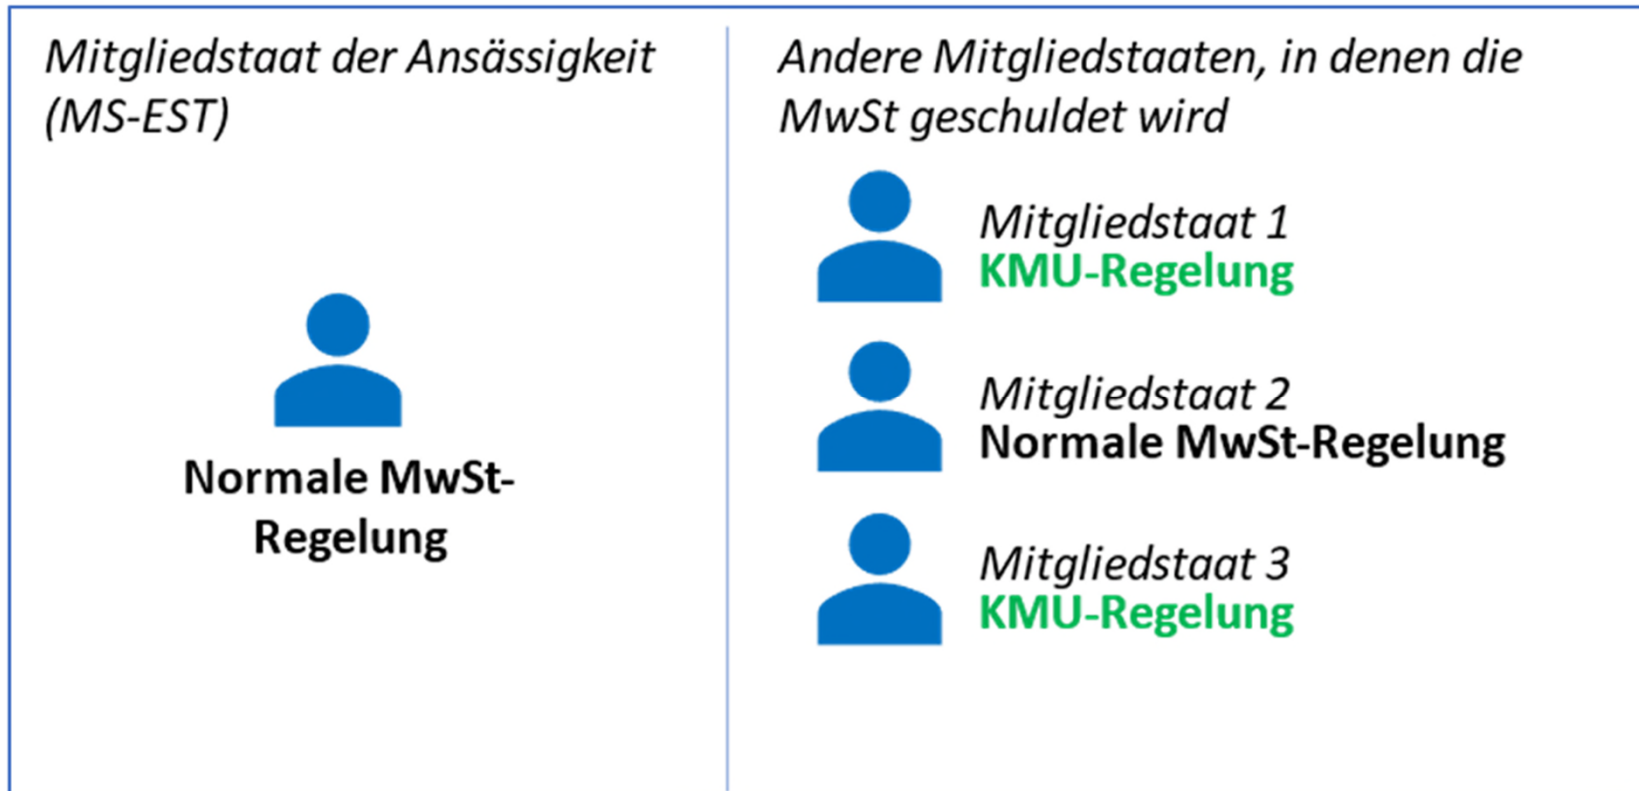 Mitgliedstaat der Ansässigkeit
(MS-EST)
Normale MwSt-
Regelung
Andere Mitgliedstaaten, in denen die
MwSt geschuldet wird
Mitgliedstaat 1
KMU-Regelung
Mitgliedstaat 2
Normale MwSt-Regelung
Mitgliedstaat 3
KMU-Regelung